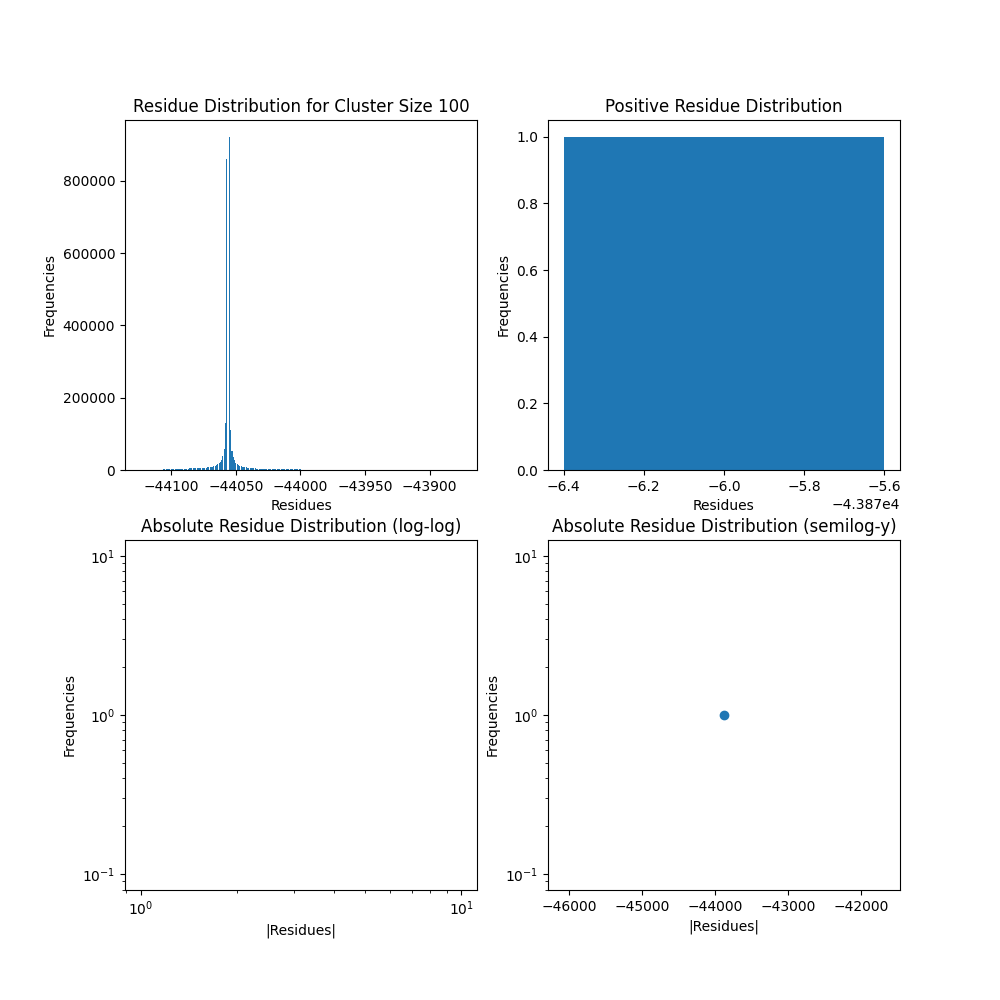 Residue Distribution for Cluster Size 100
Frequencies
800000
600000
400000
200000
0
−44100 −44050 −44000 −43950 −43900
Residues
Positive Residue Distribution
Frequencies
1.0
0.8
0.6
0.4
0.2
0.0
−6.4 −6.2 −6.0 −5.8 −5.6
Residues
−4.387e4
Absolute Residue Distribution (log-log)
Frequencies
10¹
10⁰
10⁻¹
10⁰ 10¹
|Residues|
Absolute Residue Distribution (semilog-y)
Frequencies
10¹
10⁰
10⁻¹
−46000 −45000 −44000 −43000 −42000
|Residues|